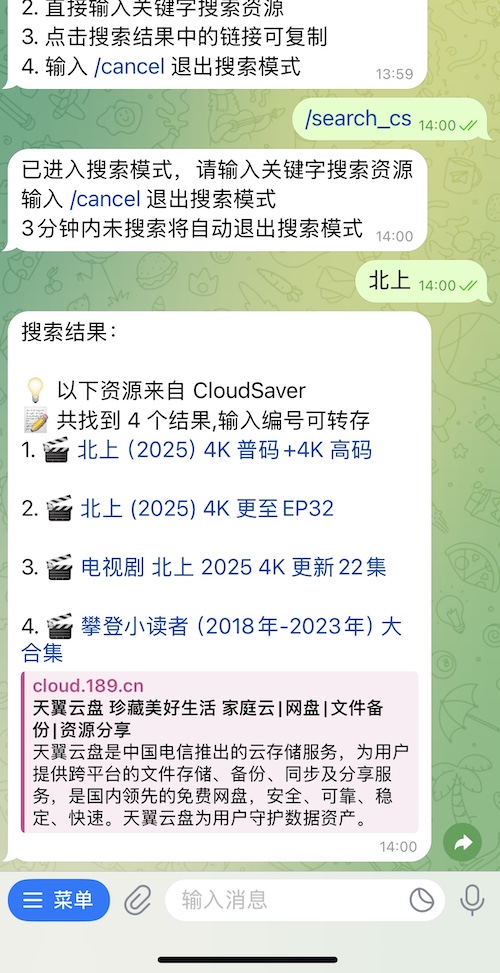 2. 直接输入关键字搜索资源
3. 点击搜索结果中的链接可复制
4. 输入 /cancel 退出搜索模式
13:59
/search_cs 14:00
已进入搜索模式，请输入关键字搜索资源
输入 /cancel 退出搜索模式
3分钟内未搜索将自动退出搜索模式 14:00
北上 14:00
搜索结果：
以下资源来自 CloudSaver
共找到 4 个结果,输入编号可转存
1. 北上 (2025) 4K 普码+4K 高码
2. 北上 (2025) 4K 更至EP32
3. 电视剧 北上 2025 4K 更新22集
4. 攀登小读者（2018年-2023年）大
合集
cloud.189.cn
天翼云盘 珍藏美好生活 家庭云|网盘|文件备
份|资源分享
天翼云盘是中国电信推出的云存储服务，为用户
提供跨平台的文件存储、备份、同步及分享服
务，是国内领先的免费网盘，安全、可靠、稳
定、快速。天翼云盘为用户守护数据资产。
14:00
菜单 输入消息